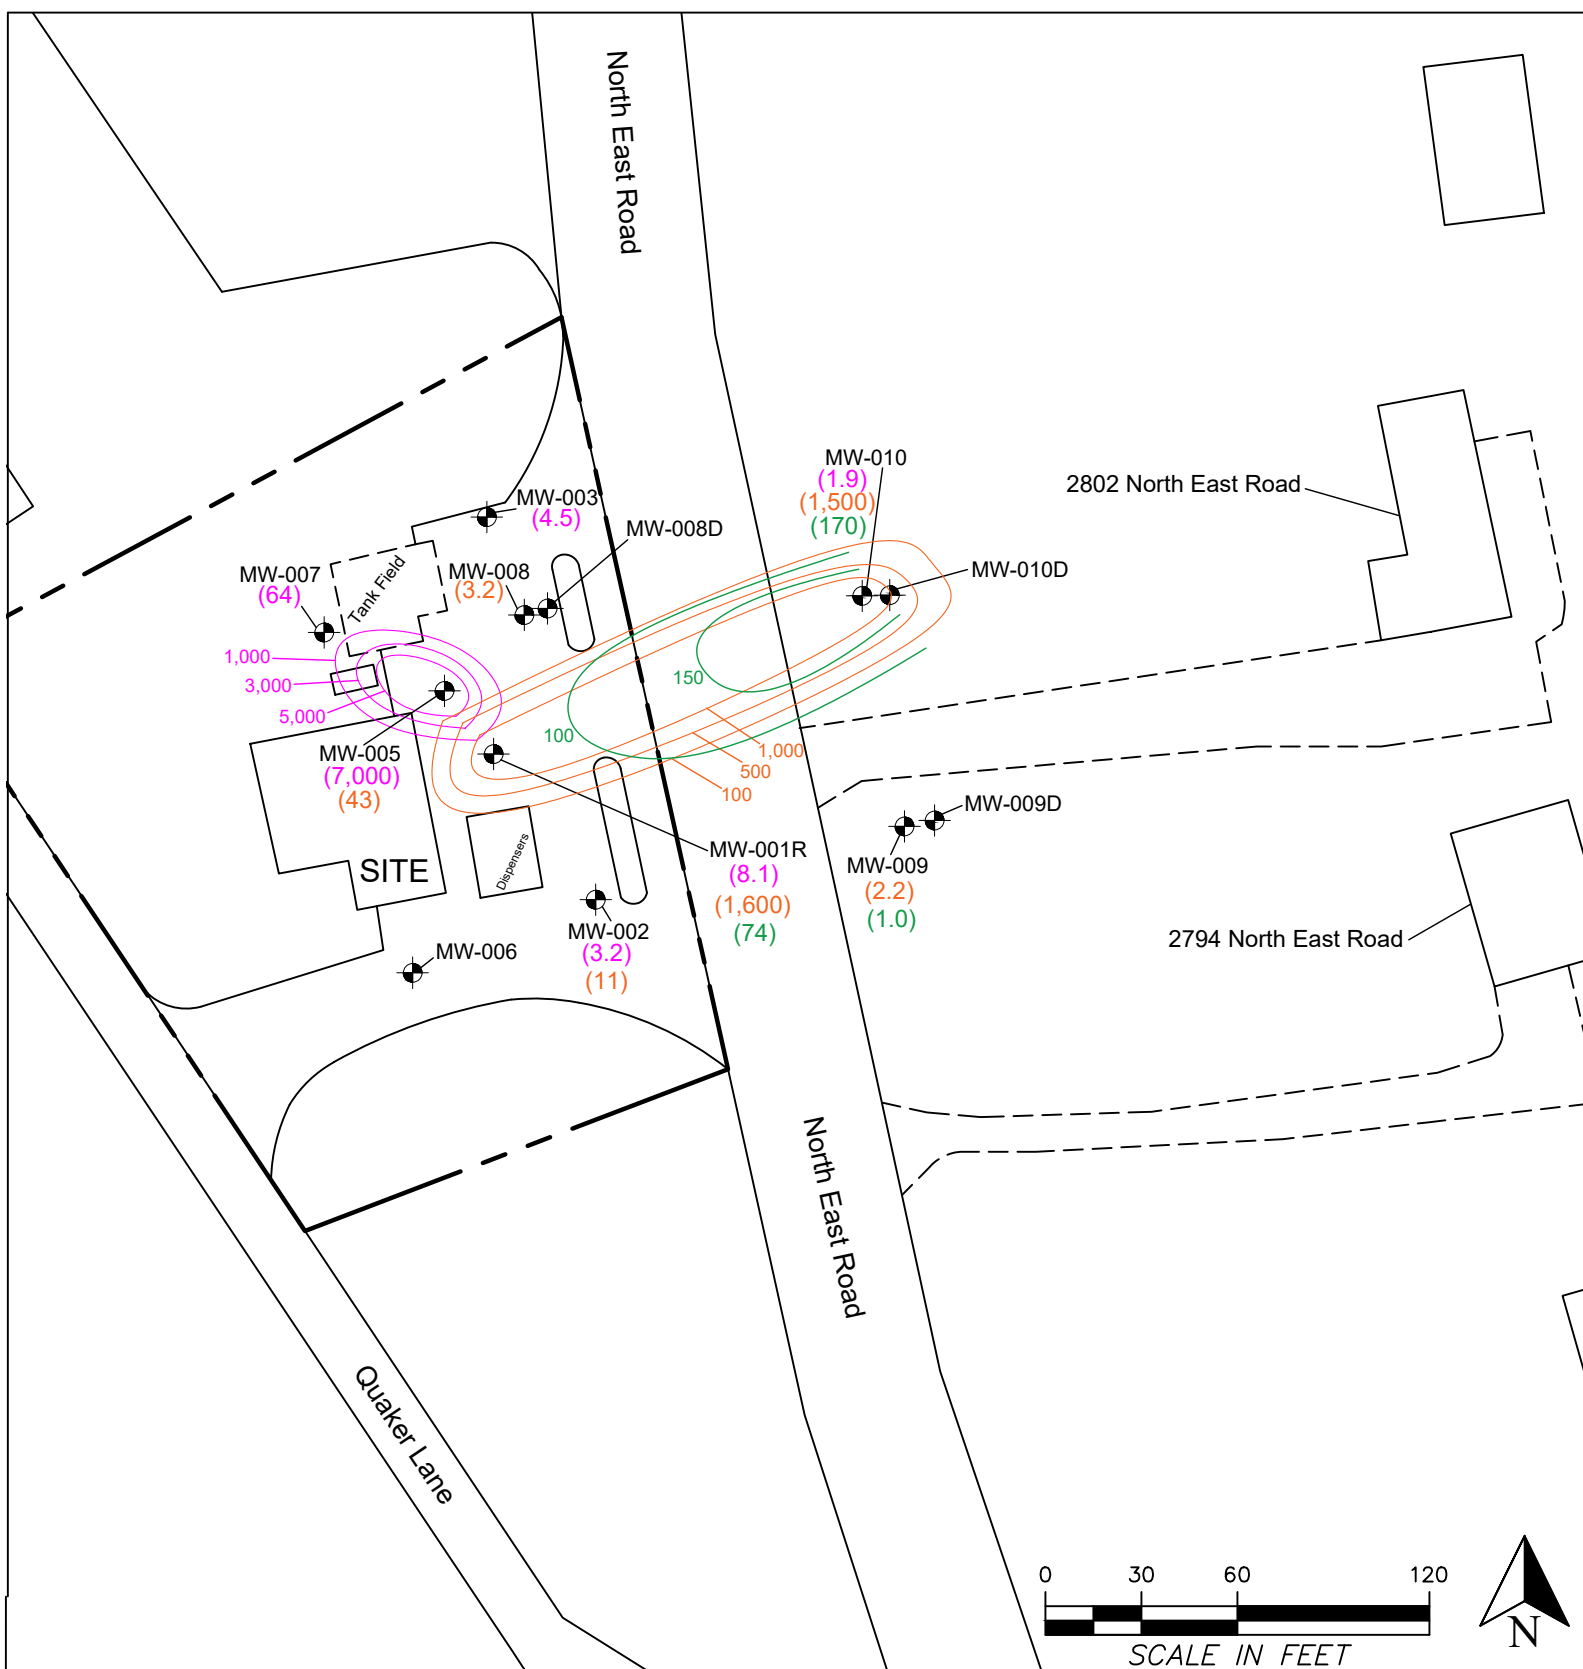 North East Road
MW-010
(1.9)
(1,500)
(170)
2802 North East Road
MW-003
(4.5)
MW-008D
MW-010D
MW-008
(3.2)
MW-007
(64)
Tank Field
1,000
3,000
5,000
150
100
1,000
500
100
MW-005
(7,000)
(43)
MW-009D
MW-001R
(8.1)
(1,600)
(74)
MW-009
(2.2)
(1.0)
SITE
Dispensers
MW-002
(3.2)
(11)
2794 North East Road
MW-006
North East Road
Quaker Lane
0 30 60 120
SCALE IN FEET
N